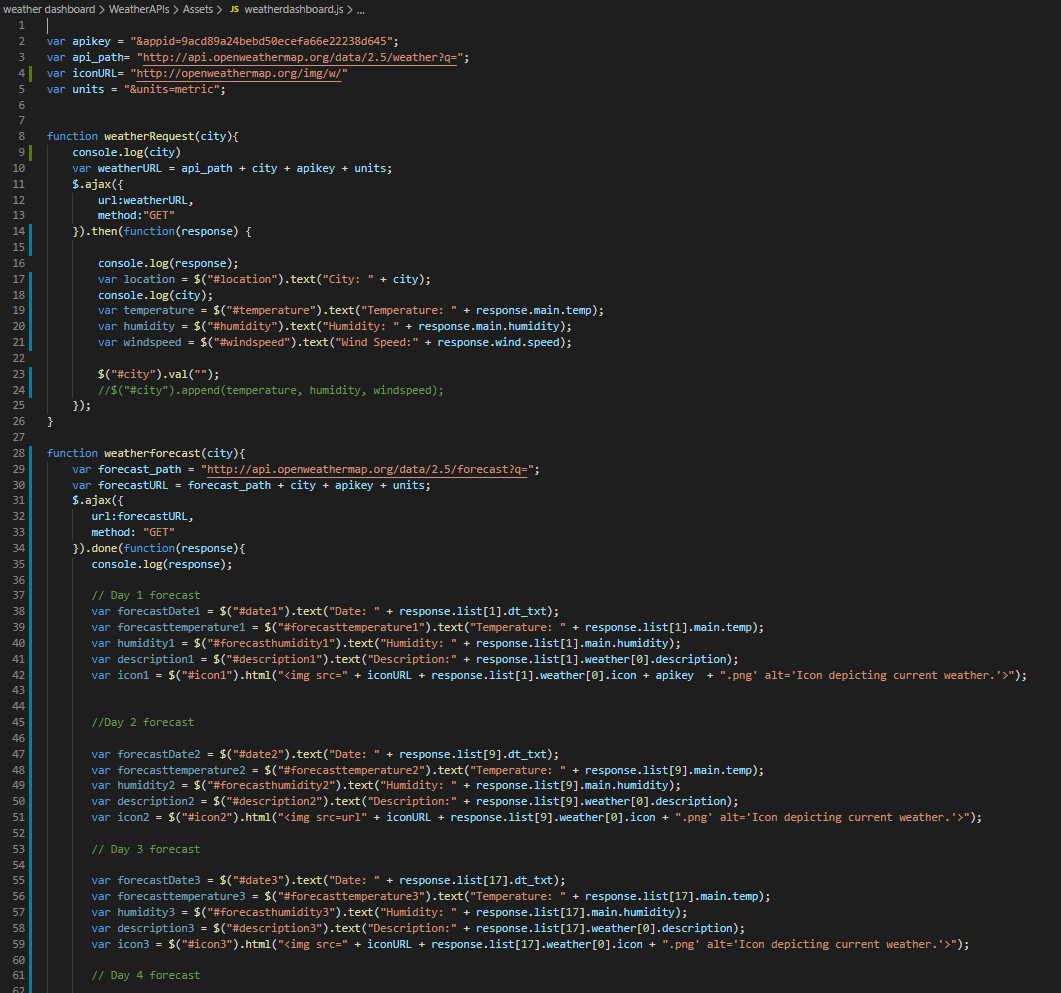 weather dashboard > WeatherAPIs > Assets > JS weatherdashboard.js > ...
1
2 var apikey = "&appid=9acd89a24bebd50ecefa66e22238d645";
3 var api_path= "http://api.openweathermap.org/data/2.5/weather?q=";
4 var iconURL= "http://openweathermap.org/img/w/"
5 var units = "&units=metric";
6
7
8 function weatherRequest(city){
9 console.log(city)
10 var weatherURL = api_path + city + apikey + units;
11 $.ajax({
12 url:weatherURL,
13 method:"GET"
14 }).then(function(response) {
15
16 console.log(response);
17 var location = $("#location").text("City: " + city);
18 console.log(city);
19 var temperature = $("#temperature").text("Temperature: " + response.main.temp);
20 var humidity = $("#humidity").text("Humidity: " + response.main.humidity);
21 var windspeed = $("#windspeed").text("Wind Speed:" + response.wind.speed);
22
23 $("#city").val("");
24 //$("#city").append(temperature, humidity, windspeed);
25 });
26 }
27
28 function weatherforecast(city){
29 var forecast_path = "http://api.openweathermap.org/data/2.5/forecast?q=";
30 var forecastURL = forecast_path + city + apikey + units;
31 $.ajax({
32 url:forecastURL,
33 method: "GET"
34 }).done(function(response){
35 console.log(response);
36
37 // Day 1 forecast
38 var forecastDate1 = $("#date1").text("Date: " + response.list[1].dt_txt);
39 var forecasttemperature1 = $("#forecasttemperature1").text("Temperature: " + response.list[1].main.temp);
40 var humidity1 = $("#forecasthumidity1").text("Humidity: " + response.list[1].main.humidity);
41 var description1 = $("#description1").text("Description:" + response.list[1].weather[0].description);
42 var icon1 = $("#icon1").html("<img src=" + iconURL + response.list[1].weather[0].icon + apikey  + ".png' alt='Icon depicting current weather.'>");
43
44
45 //Day 2 forecast
46
47 var forecastDate2 = $("#date2").text("Date: " + response.list[9].dt_txt);
48 var forecasttemperature2 = $("#forecasttemperature2").text("Temperature: " + response.list[9].main.temp);
49 var humidity2 = $("#forecasthumidity2").text("Humidity: " + response.list[9].main.humidity);
50 var description2 = $("#description2").text("Description:" + response.list[9].weather[0].description);
51 var icon2 = $("#icon2").html("<img src=url" + iconURL + response.list[9].weather[0].icon + ".png' alt='Icon depicting current weather.'>");
52
53 // Day 3 forecast
54
55 var forecastDate3 = $("#date3").text("Date: " + response.list[17].dt_txt);
56 var forecasttemperature3 = $("#forecasttemperature3").text("Temperature: " + response.list[17].main.temp);
57 var humidity3 = $("#forecasthumidity3").text("Humidity: " + response.list[17].main.humidity);
58 var description3 = $("#description3").text("Description:" + response.list[17].weather[0].description);
59 var icon3 = $("#icon3").html("<img src=" + iconURL + response.list[17].weather[0].icon + ".png' alt='Icon depicting current weather.'>");
60
61 // Day 4 forecast
62